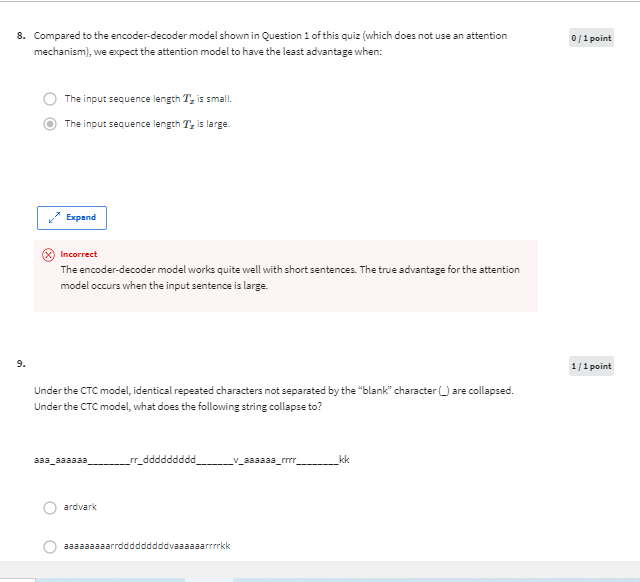 8. Compared to the encoder-decoder model shown in Question 1 of this quiz (which does not use an attention
mechanism), we expect the attention model to have the least advantage when:
0 / 1 point
The input sequence length Tₓ is small.
The input sequence length Tₓ is large.
Expand
Incorrect
The encoder-decoder model works quite well with short sentences. The true advantage for the attention
model occurs when the input sentence is large.
9.
1 / 1 point
Under the CTC model, identical repeated characters not separated by the “blank” character (_) are collapsed.
Under the CTC model, what does the following string collapse to?
aaa_aaaaaa________rr_ddddddddd_______v_aaaaaa_rrrr________kk
ardvark
aaaaaaaaarrdddddddddvaaaaaarrrrkk